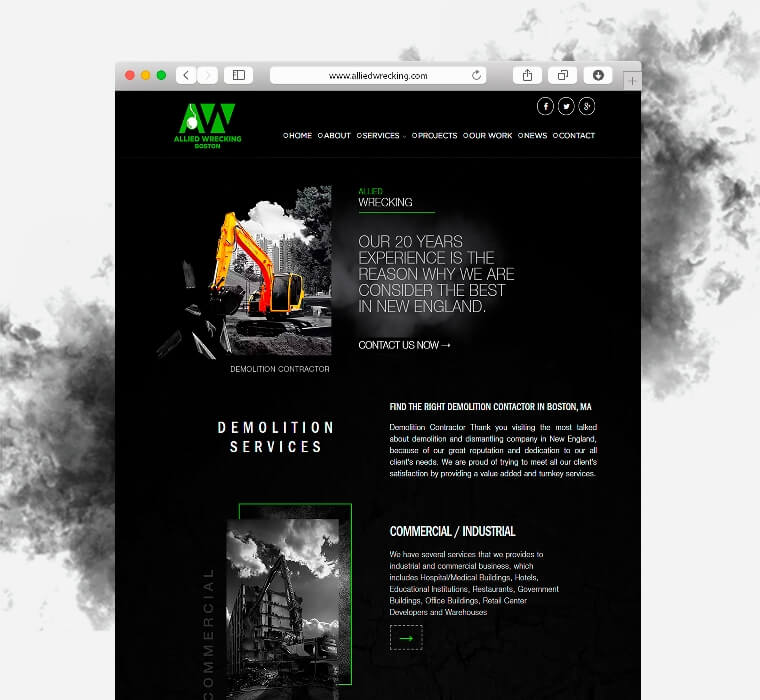 www.alliedwrecking.com
AW
ALLIED WRECKING
BOSTON
HOME ABOUT SERVICES PROJECTS OUR WORK NEWS CONTACT
ALLIED
WRECKING
OUR 20 YEARS
EXPERIENCE IS THE
REASON WHY WE ARE
CONSIDER THE BEST
IN NEW ENGLAND.
CONTACT US NOW →
DEMOLITION CONTRACTOR
DEMOLITION
SERVICES
FIND THE RIGHT DEMOLITION CONTACTOR IN BOSTON, MA
Demolition Contractor Thank you visiting the most talked
about demolition and dismantling company in New England,
because of our great reputation and dedication to our all
client's needs. We are proud of trying to meet all our client's
satisfaction by providing a value added and turnkey services.
COMMERCIAL
COMMERCIAL / INDUSTRIAL
We have several services that we provides to
industrial and commercial business, which
includes Hospital/Medical Buildings, Hotels,
Educational Institutions, Restaurants, Government
Buildings, Office Buildings, Retail Center
Developers and Warehouses
→